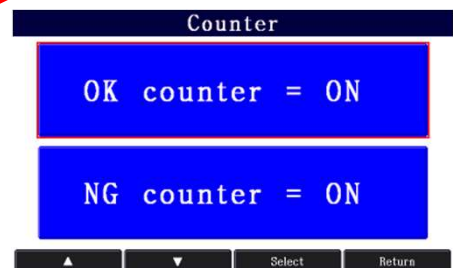 Counter
OK counter = ON
NG counter = ON
▲ ▼ Select Return